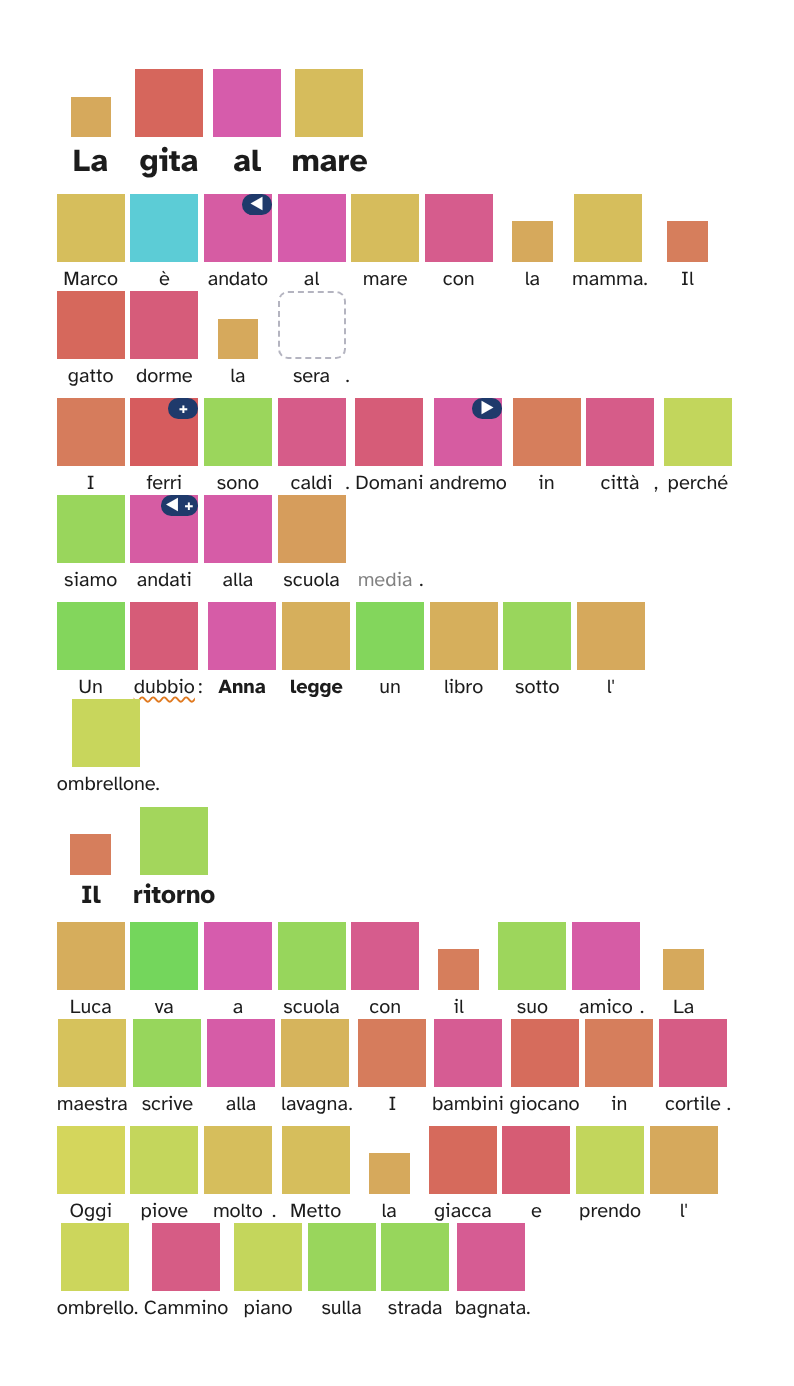 La gita al mare
Marco è andato al mare con la mamma. Il
gatto dorme la sera .
I ferri sono caldi . Domani andremo in città , perché
siamo andati alla scuola media .
Un dubbio: Anna legge un libro sotto l'
ombrellone.
Il ritorno
Luca va a scuola con il suo amico . La
maestra scrive alla lavagna. I bambini giocano in cortile .
Oggi piove molto . Metto la giacca e prendo l'
ombrello. Cammino piano sulla strada bagnata.